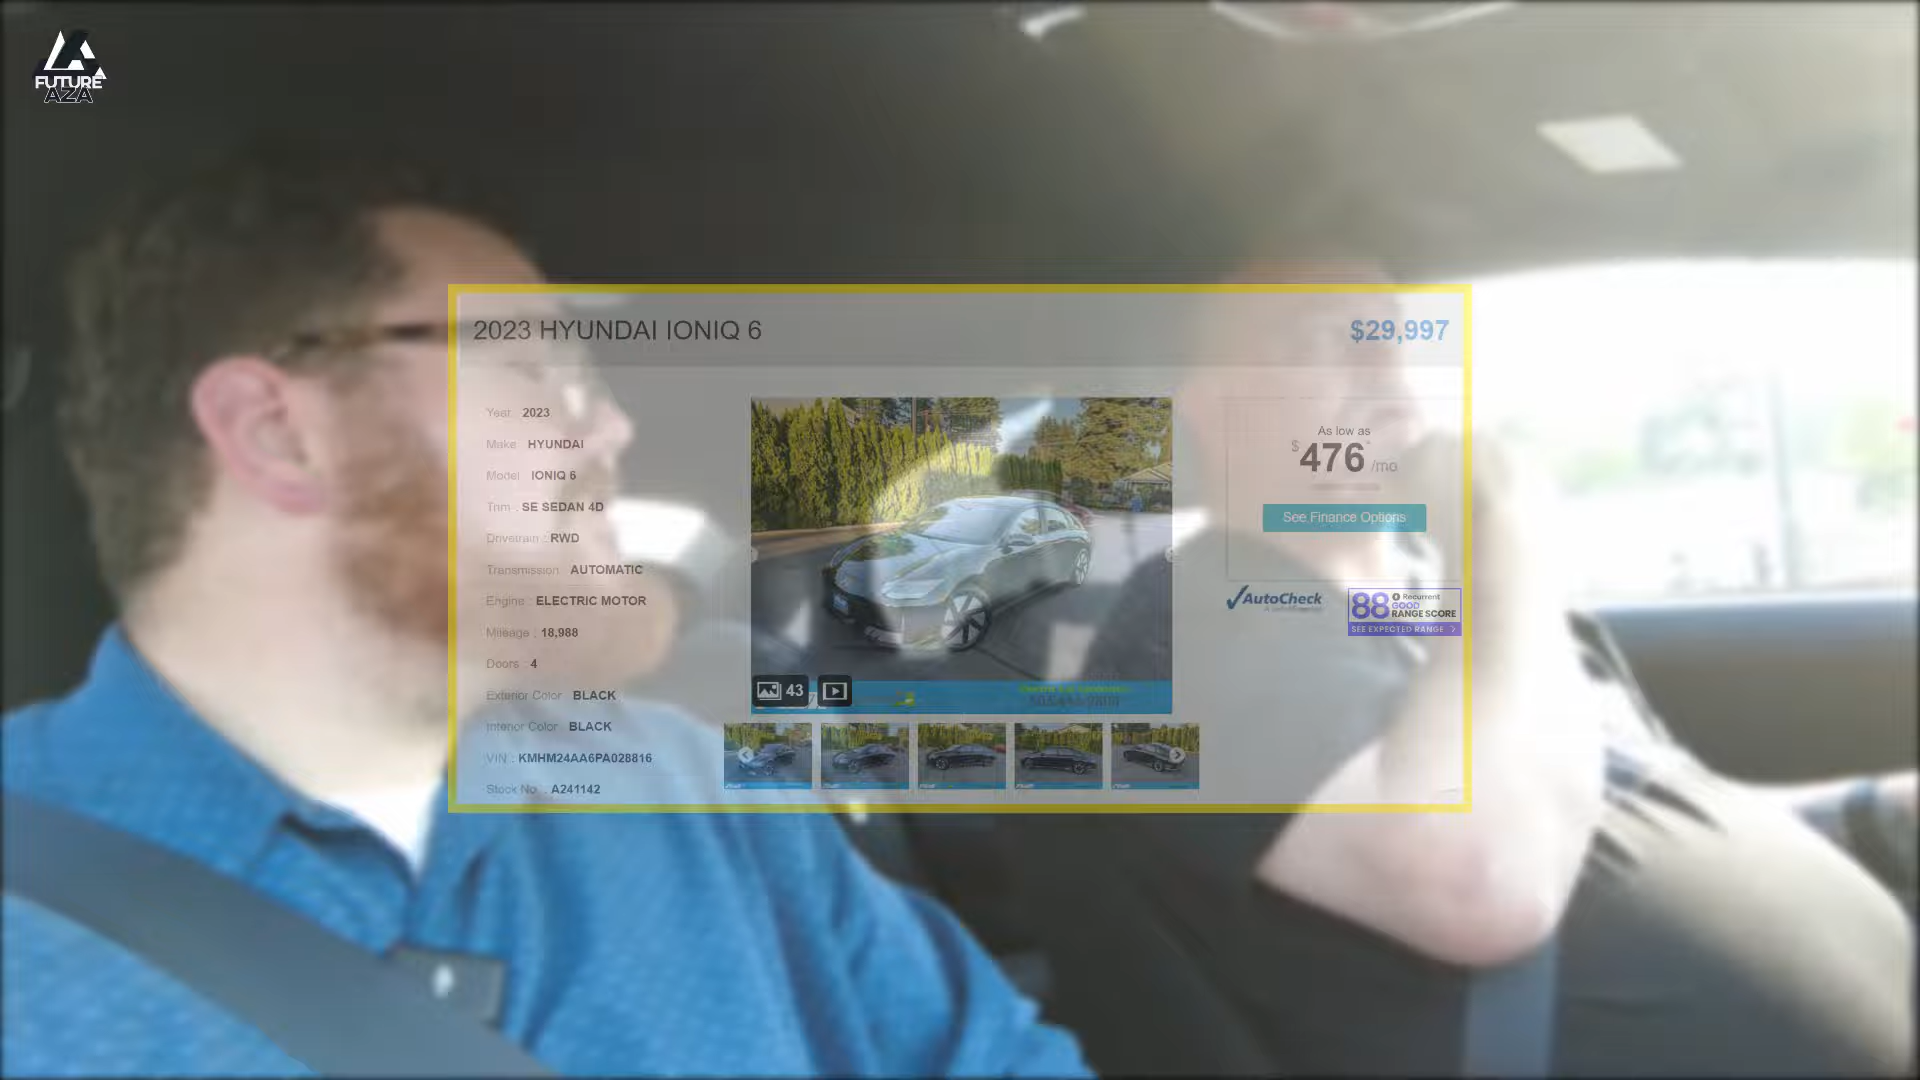 FUTURE
AZA
2023 HYUNDAI IONIQ 6
$29,997
Year: 2023
Make: HYUNDAI
Model: IONIQ 6
Trim: SE SEDAN 4D
Drivetrain: RWD
Transmission: AUTOMATIC
Engine: ELECTRIC MOTOR
Mileage: 18,988
Doors: 4
Exterior Color: BLACK
Interior Color: BLACK
VIN: KMHM24AA6PA028816
Stock No.: A241142
43
As low as
$476* /mo
See Finance Options
AutoCheck
88 Recurrent
GOOD
RANGE SCORE
SEE EXPECTED RANGE >